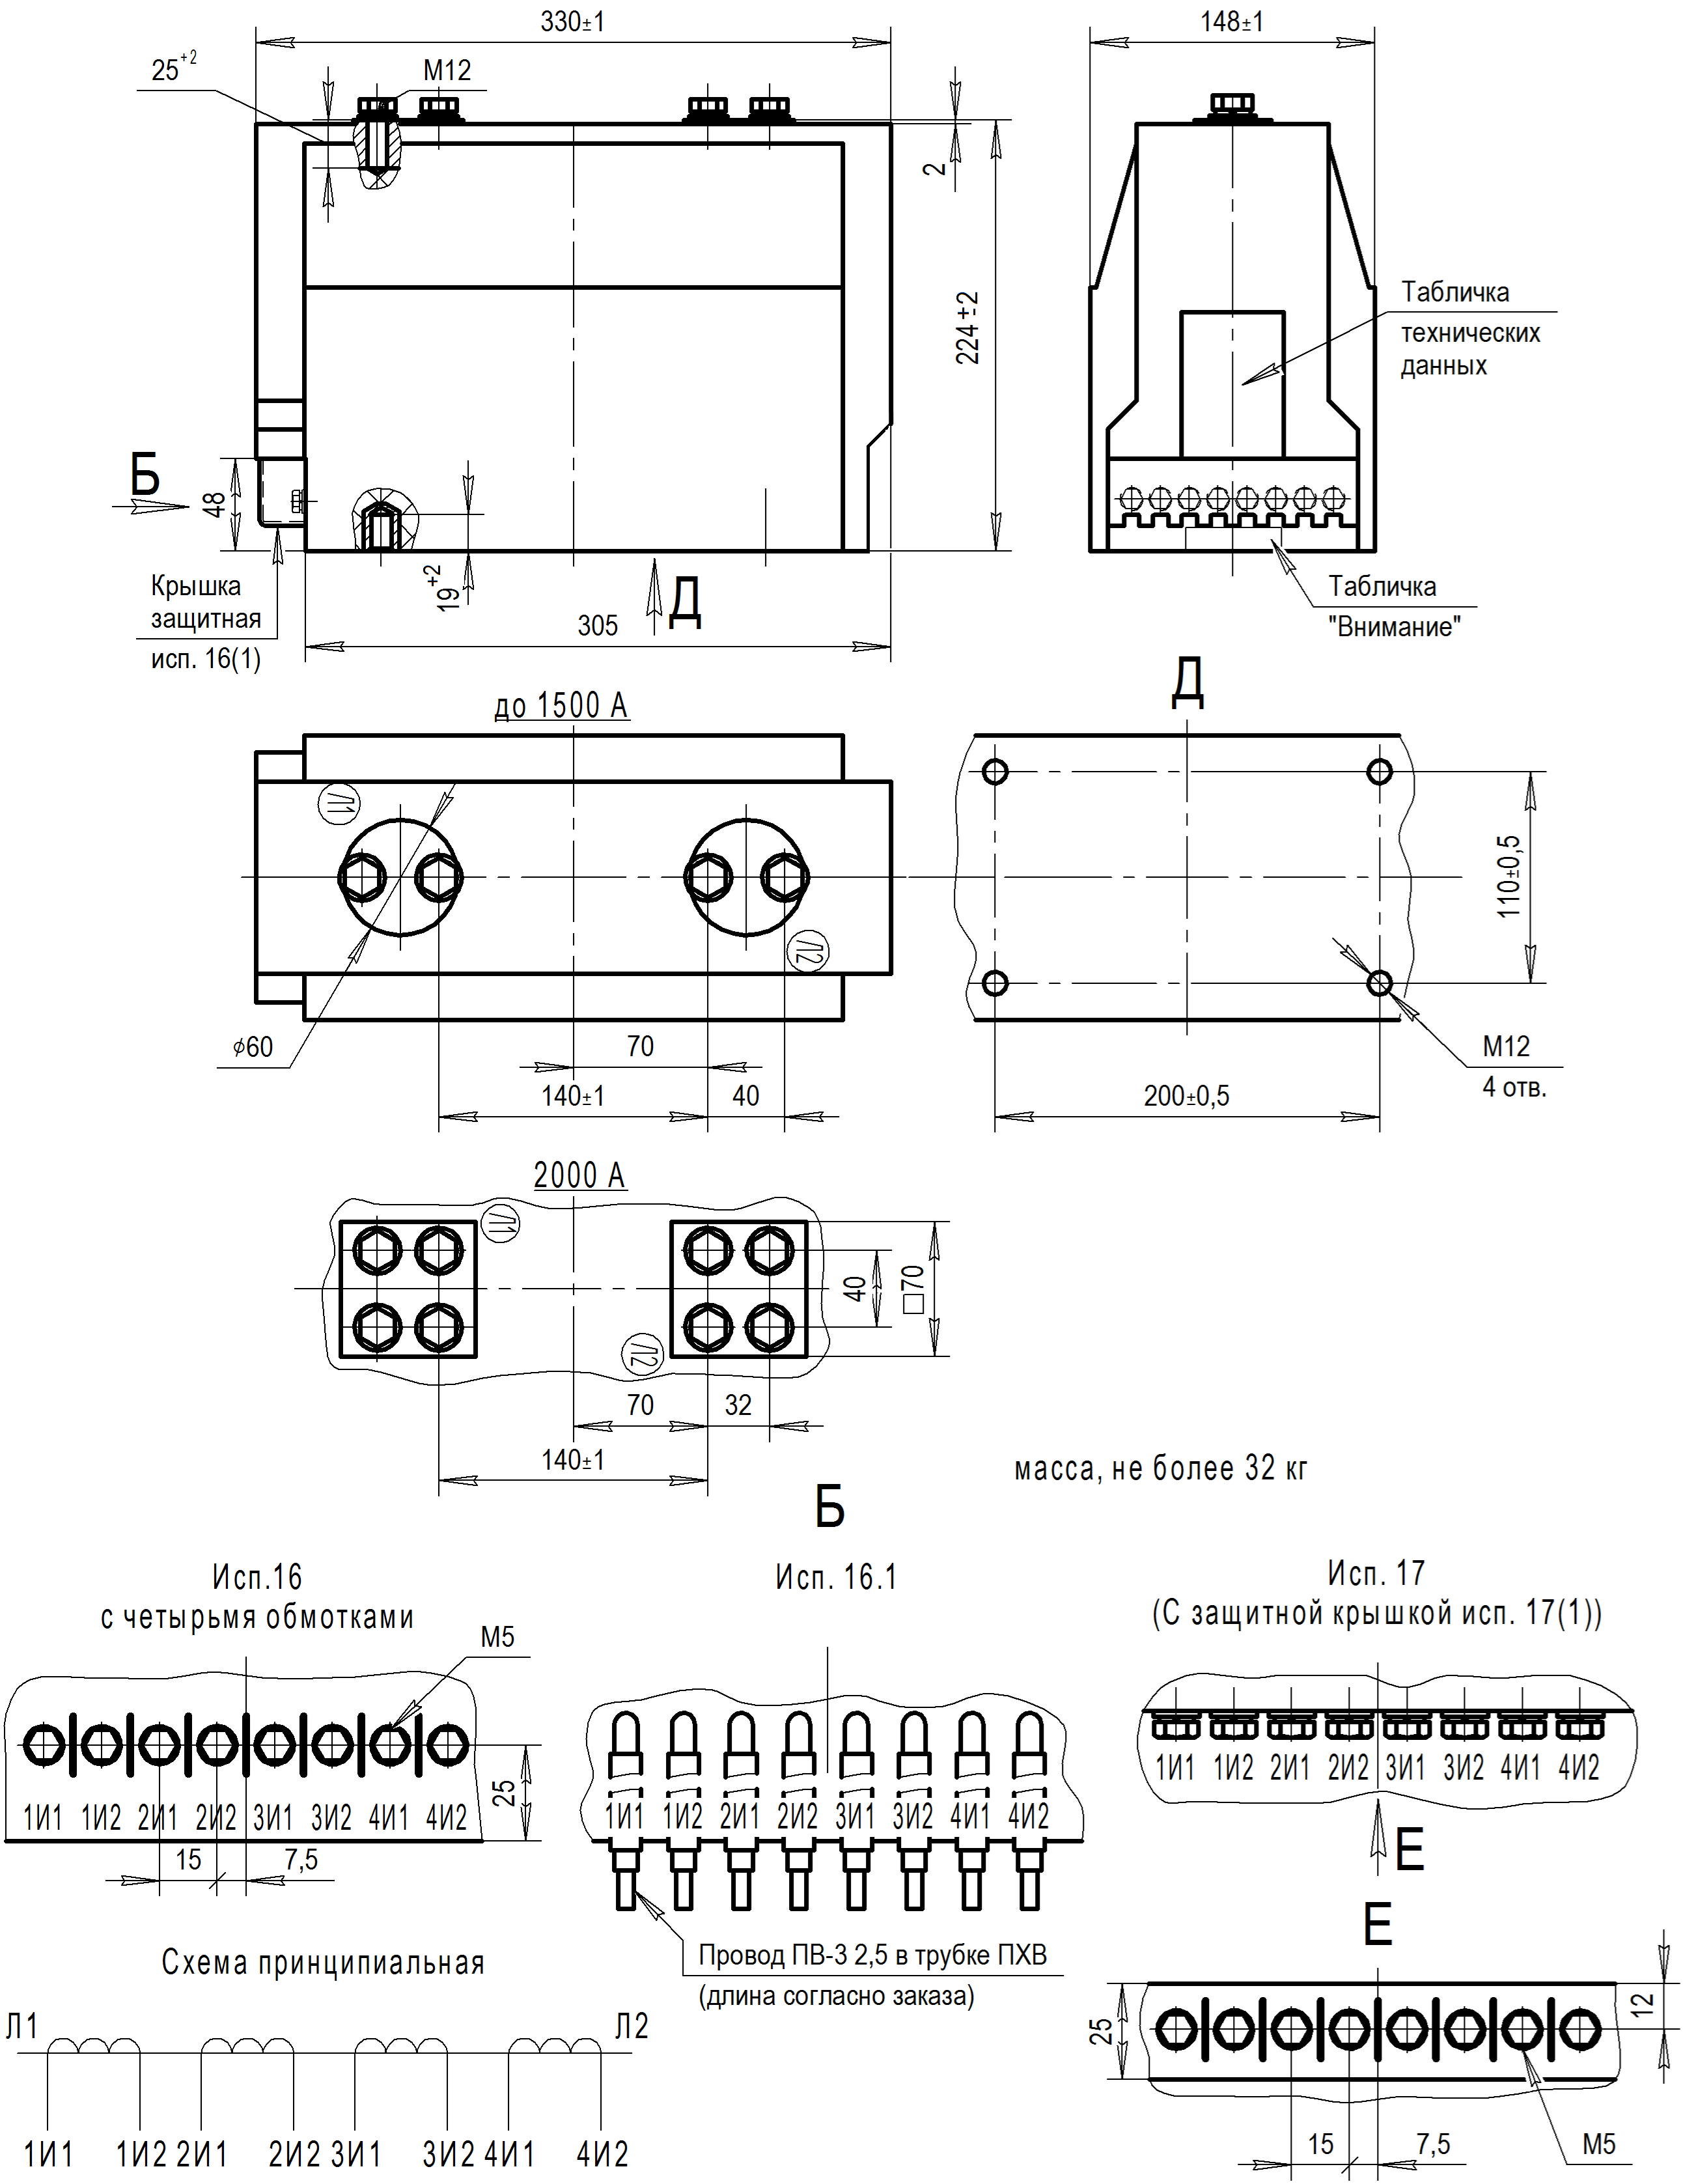 330±1
148±1
25+2
М12
2
224±2
Табличка
технических
данных
Б
48
19+2
Д
Крышка
защитная
исп. 16(1)
305
Табличка
"Внимание"
до 1500 А
Д
Л1
Л2
110±0,5
ϕ60
70
140±1
40
М12
4 отв.
200±0,5
2000 А
Л1
Л2
40
□70
70
32
140±1
масса, не более 32 кг
Б
Исп.16
с четырьмя обмотками
М5
Исп. 16.1
Исп. 17
(С защитной крышкой исп. 17(1))
1И1 1И2 2И1 2И2 3И1 3И2 4И1 4И2
25
15
7,5
1И1 1И2 2И1 2И2 3И1 3И2 4И1 4И2
1И1 1И2 2И1 2И2 3И1 3И2 4И1 4И2
Е
Провод ПВ-3 2,5 в трубке ПХВ
(длина согласно заказа)
Е
25
12
15
7,5
М5
Схема принципиальная
Л1
Л2
1И1 1И2 2И1 2И2 3И1 3И2 4И1 4И2